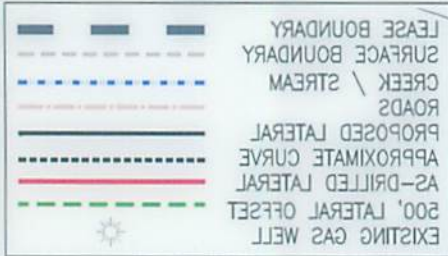 LEASE BOUNDARY
SURFACE BOUNDARY
CREEK / STREAM
ROADS
PROPOSED LATERAL
APPROXIMATE CURVE
AS-DRILLED LATERAL
500' LATERAL OFFSET
EXISTING GAS WELL